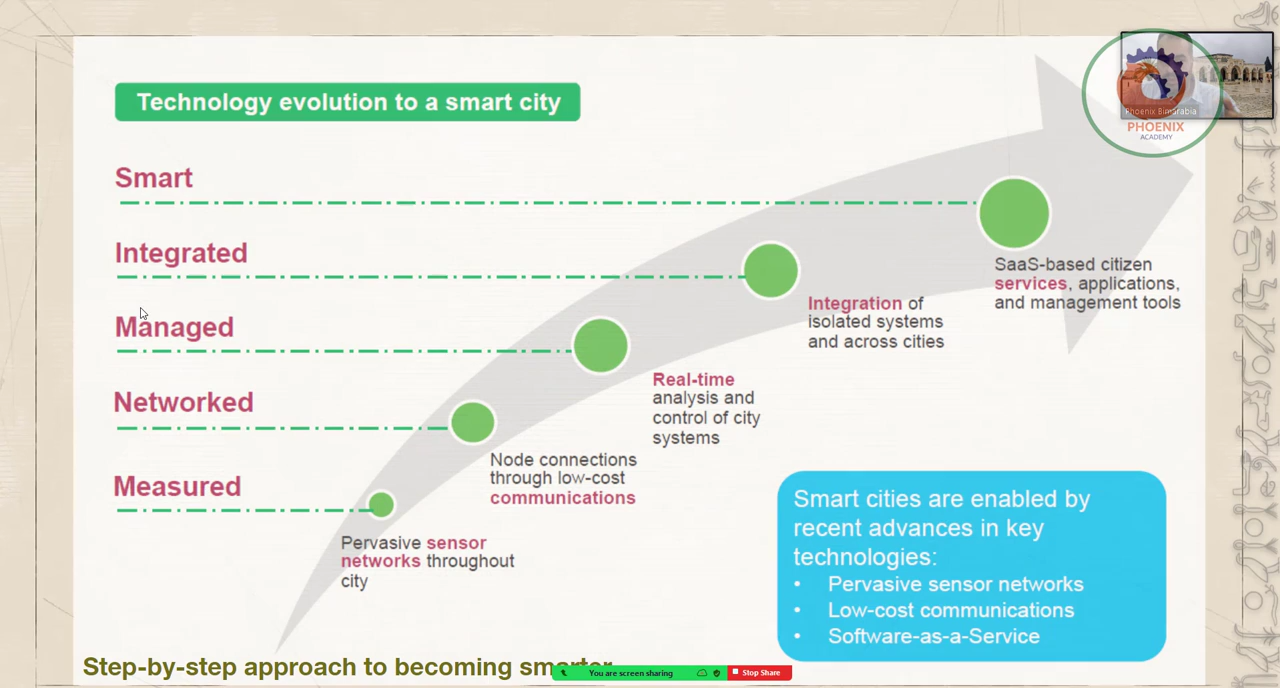 Technology evolution to a smart city
Phoenix Bimarabia
PHOENIX
ACADEMY
Smart
SaaS-based citizen
services, applications,
and management tools
Integrated
Integration of
isolated systems
and across cities
Managed
Real-time
analysis and
control of city
systems
Networked
Node connections
through low-cost
communications
Measured
Pervasive sensor
networks throughout
city
Smart cities are enabled by
recent advances in key
technologies:
• Pervasive sensor networks
• Low-cost communications
• Software-as-a-Service
Step-by-step approach to becoming smarter
You are screen sharing
Stop Share